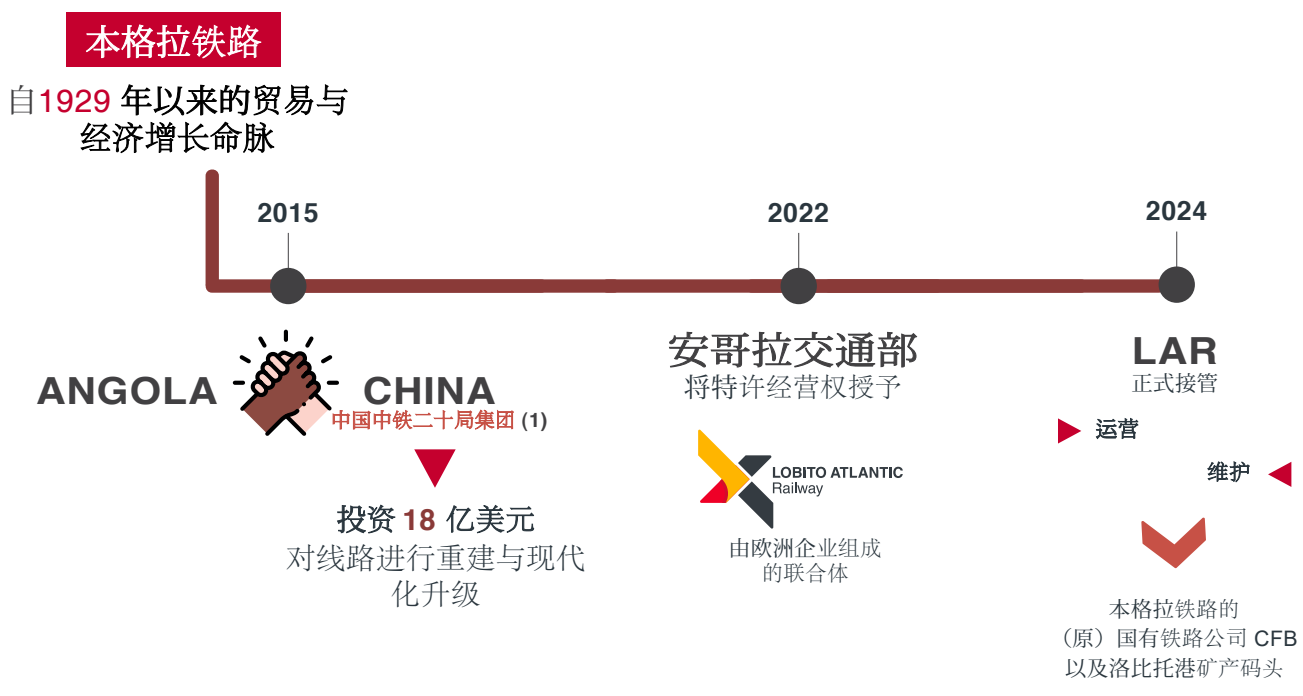 本格拉铁路
自1929 年以来的贸易与
经济增长命脉
2015
2022
2024
ANGOLA
CHINA
中国中铁二十局集团 (1)
投资 18 亿美元
对线路进行重建与现代
化升级
安哥拉交通部
将特许经营权授予
LOBITO ATLANTIC
Railway
由欧洲企业组成
的联合体
LAR
正式接管
运营
维护
本格拉铁路的
（原）国有铁路公司 CFB
以及洛比托港矿产码头